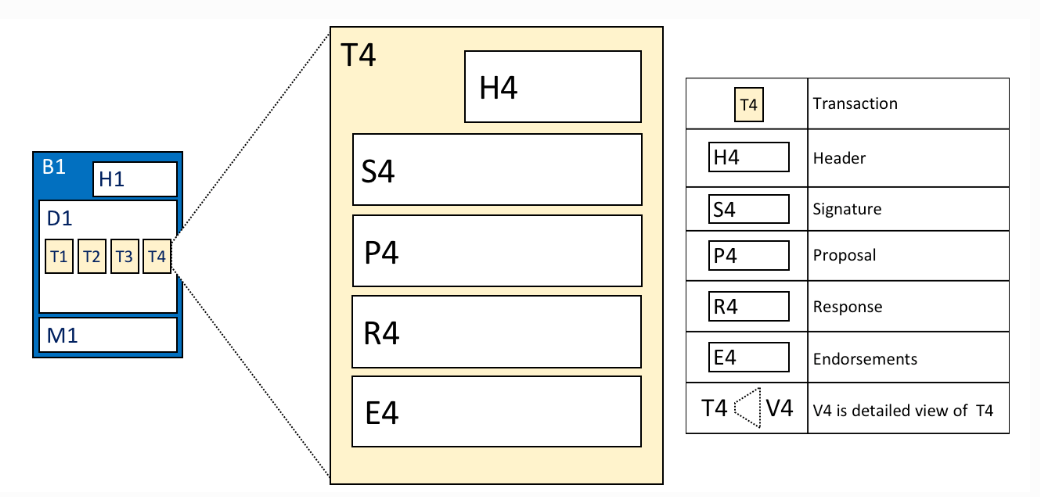 B1
H1
D1
T1 T2 T3 T4
M1
T4
H4
S4
P4
R4
E4
T4 Transaction
H4 Header
S4 Signature
P4 Proposal
R4 Response
E4 Endorsements
T4 V4 V4 is detailed view of T4